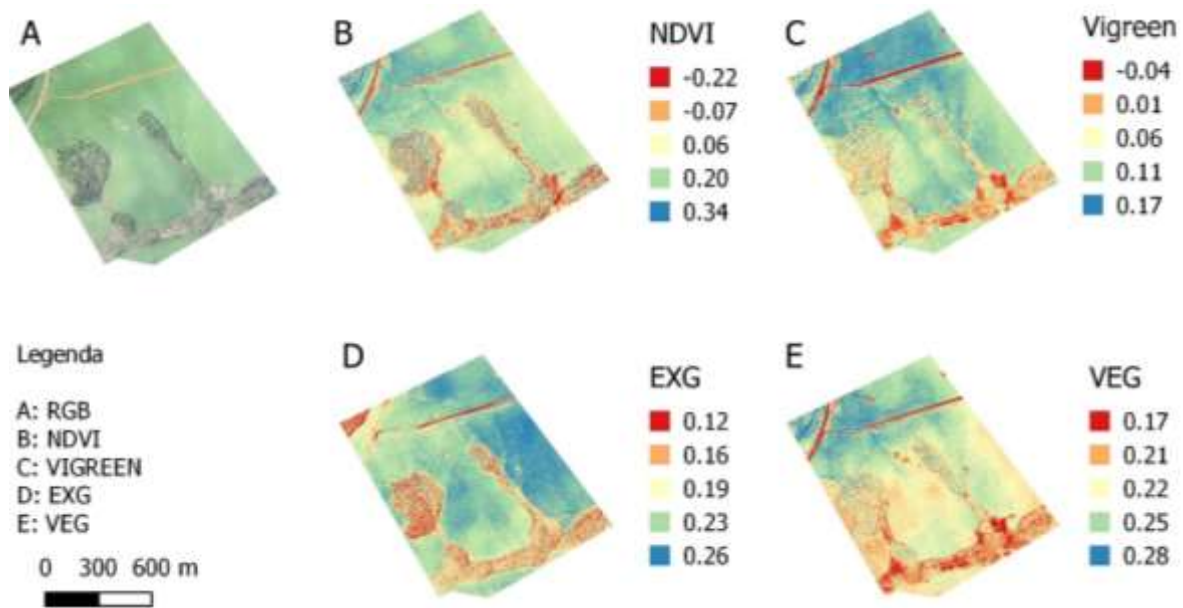 A
B
NDVI
-0.22
-0.07
0.06
0.20
0.34
C
Vigreen
-0.04
0.01
0.06
0.11
0.17
Legenda
A: RGB
B: NDVI
C: VIGREEN
D: EXG
E: VEG
0 300 600 m
D
EXG
0.12
0.16
0.19
0.23
0.26
E
VEG
0.17
0.21
0.22
0.25
0.28